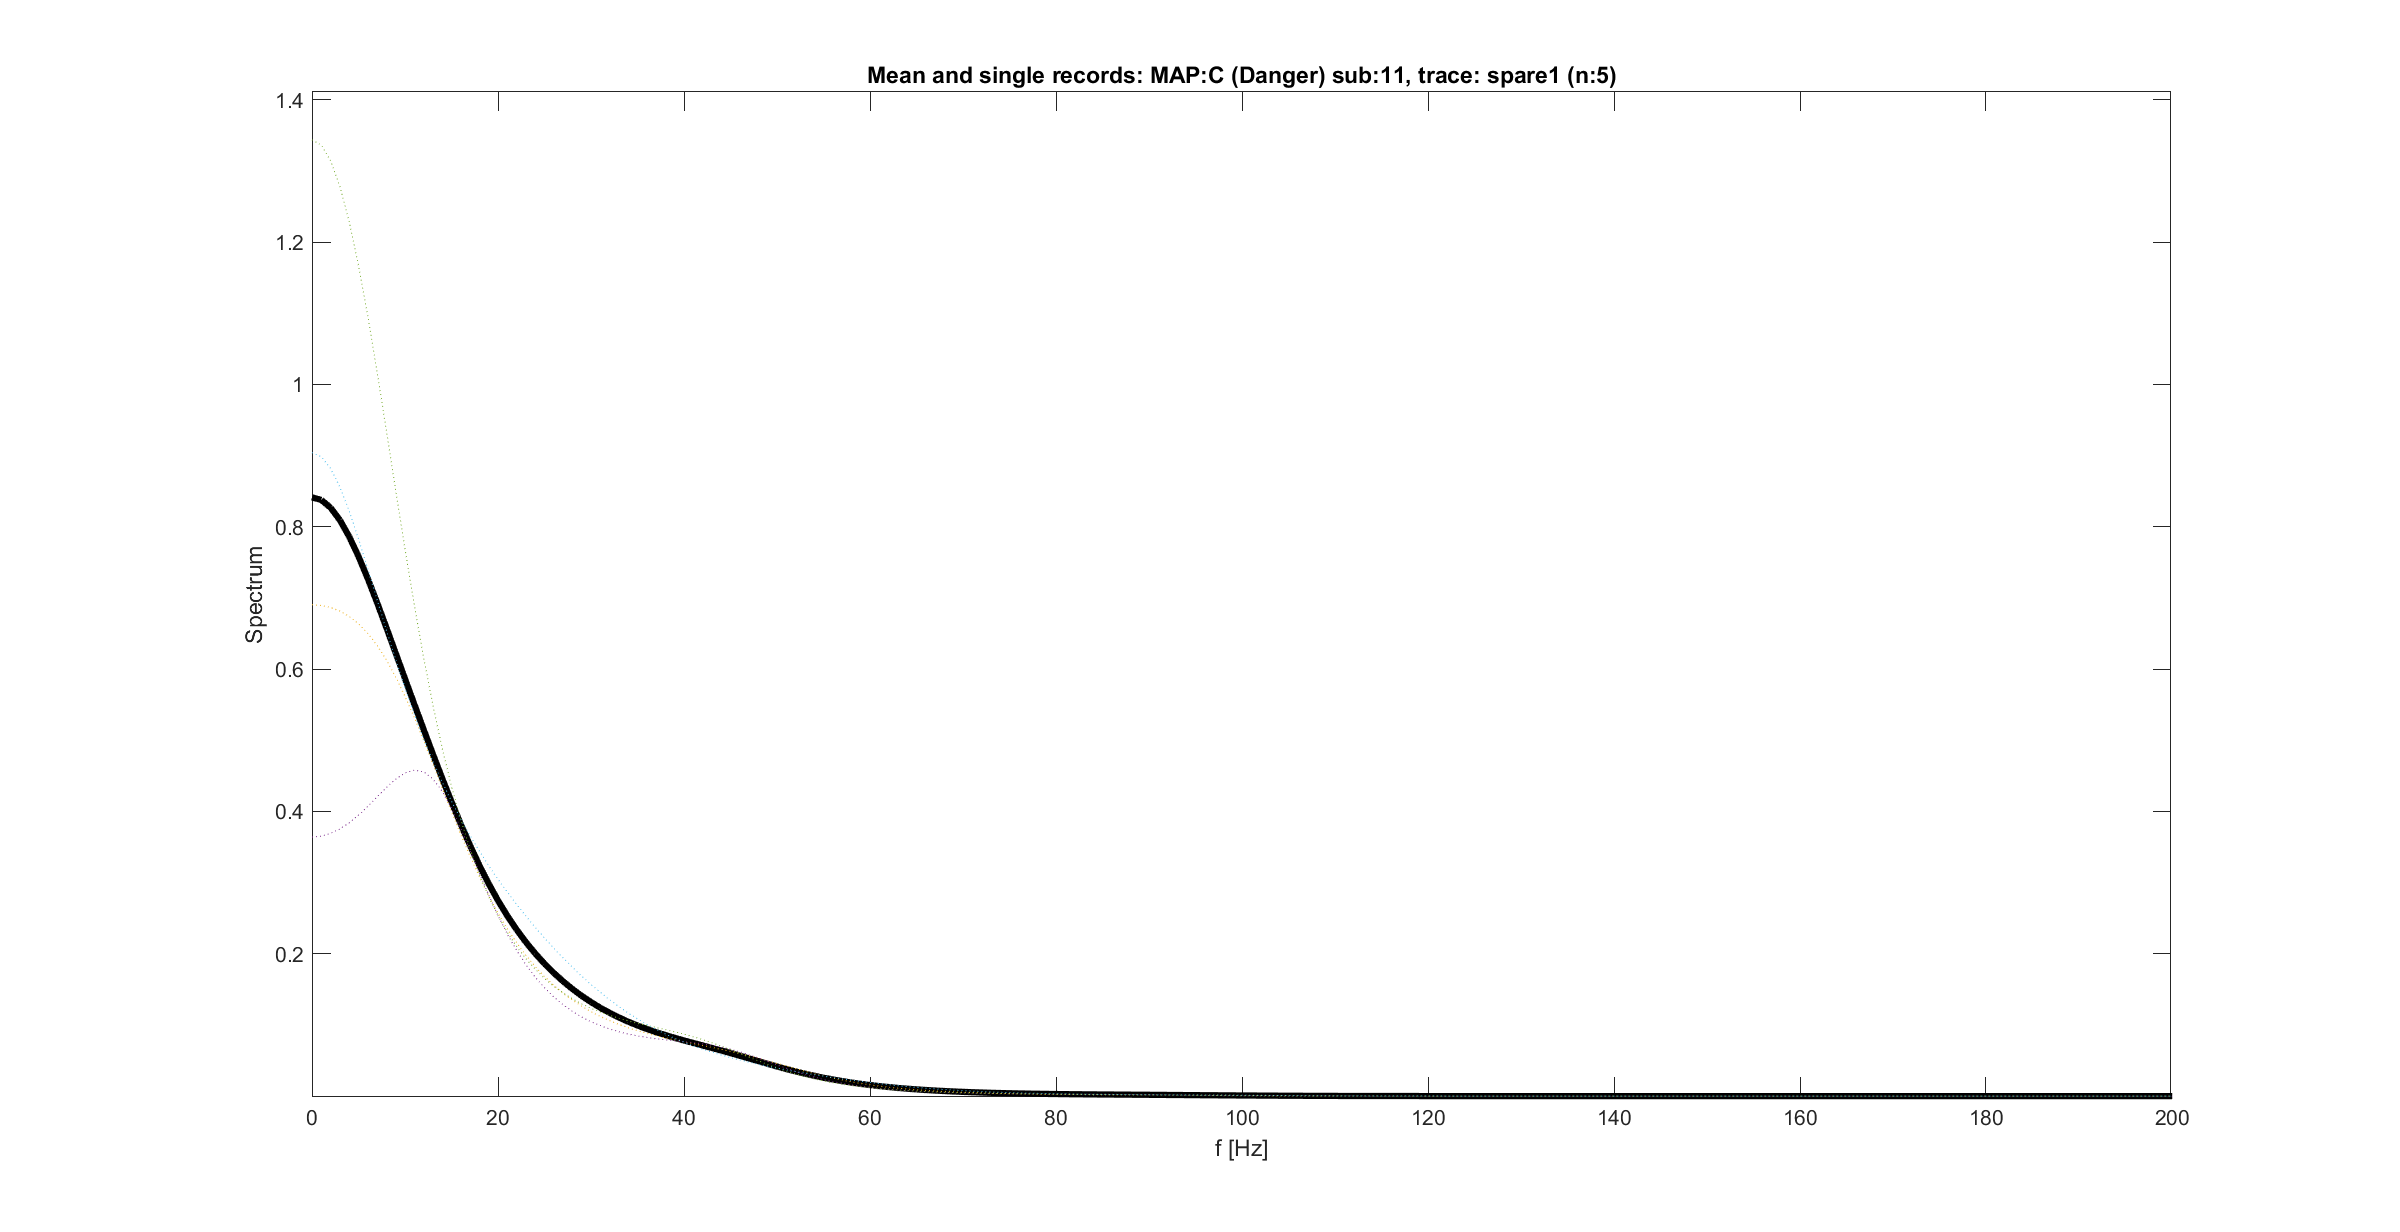 Mean and single records: MAP:C (Danger) sub:11, trace: spare1 (n:5)
1.4
1.2
1
0.8
0.6
0.4
0.2
Spectrum
0 20 40 60 80 100 120 140 160 180 200
f [Hz]